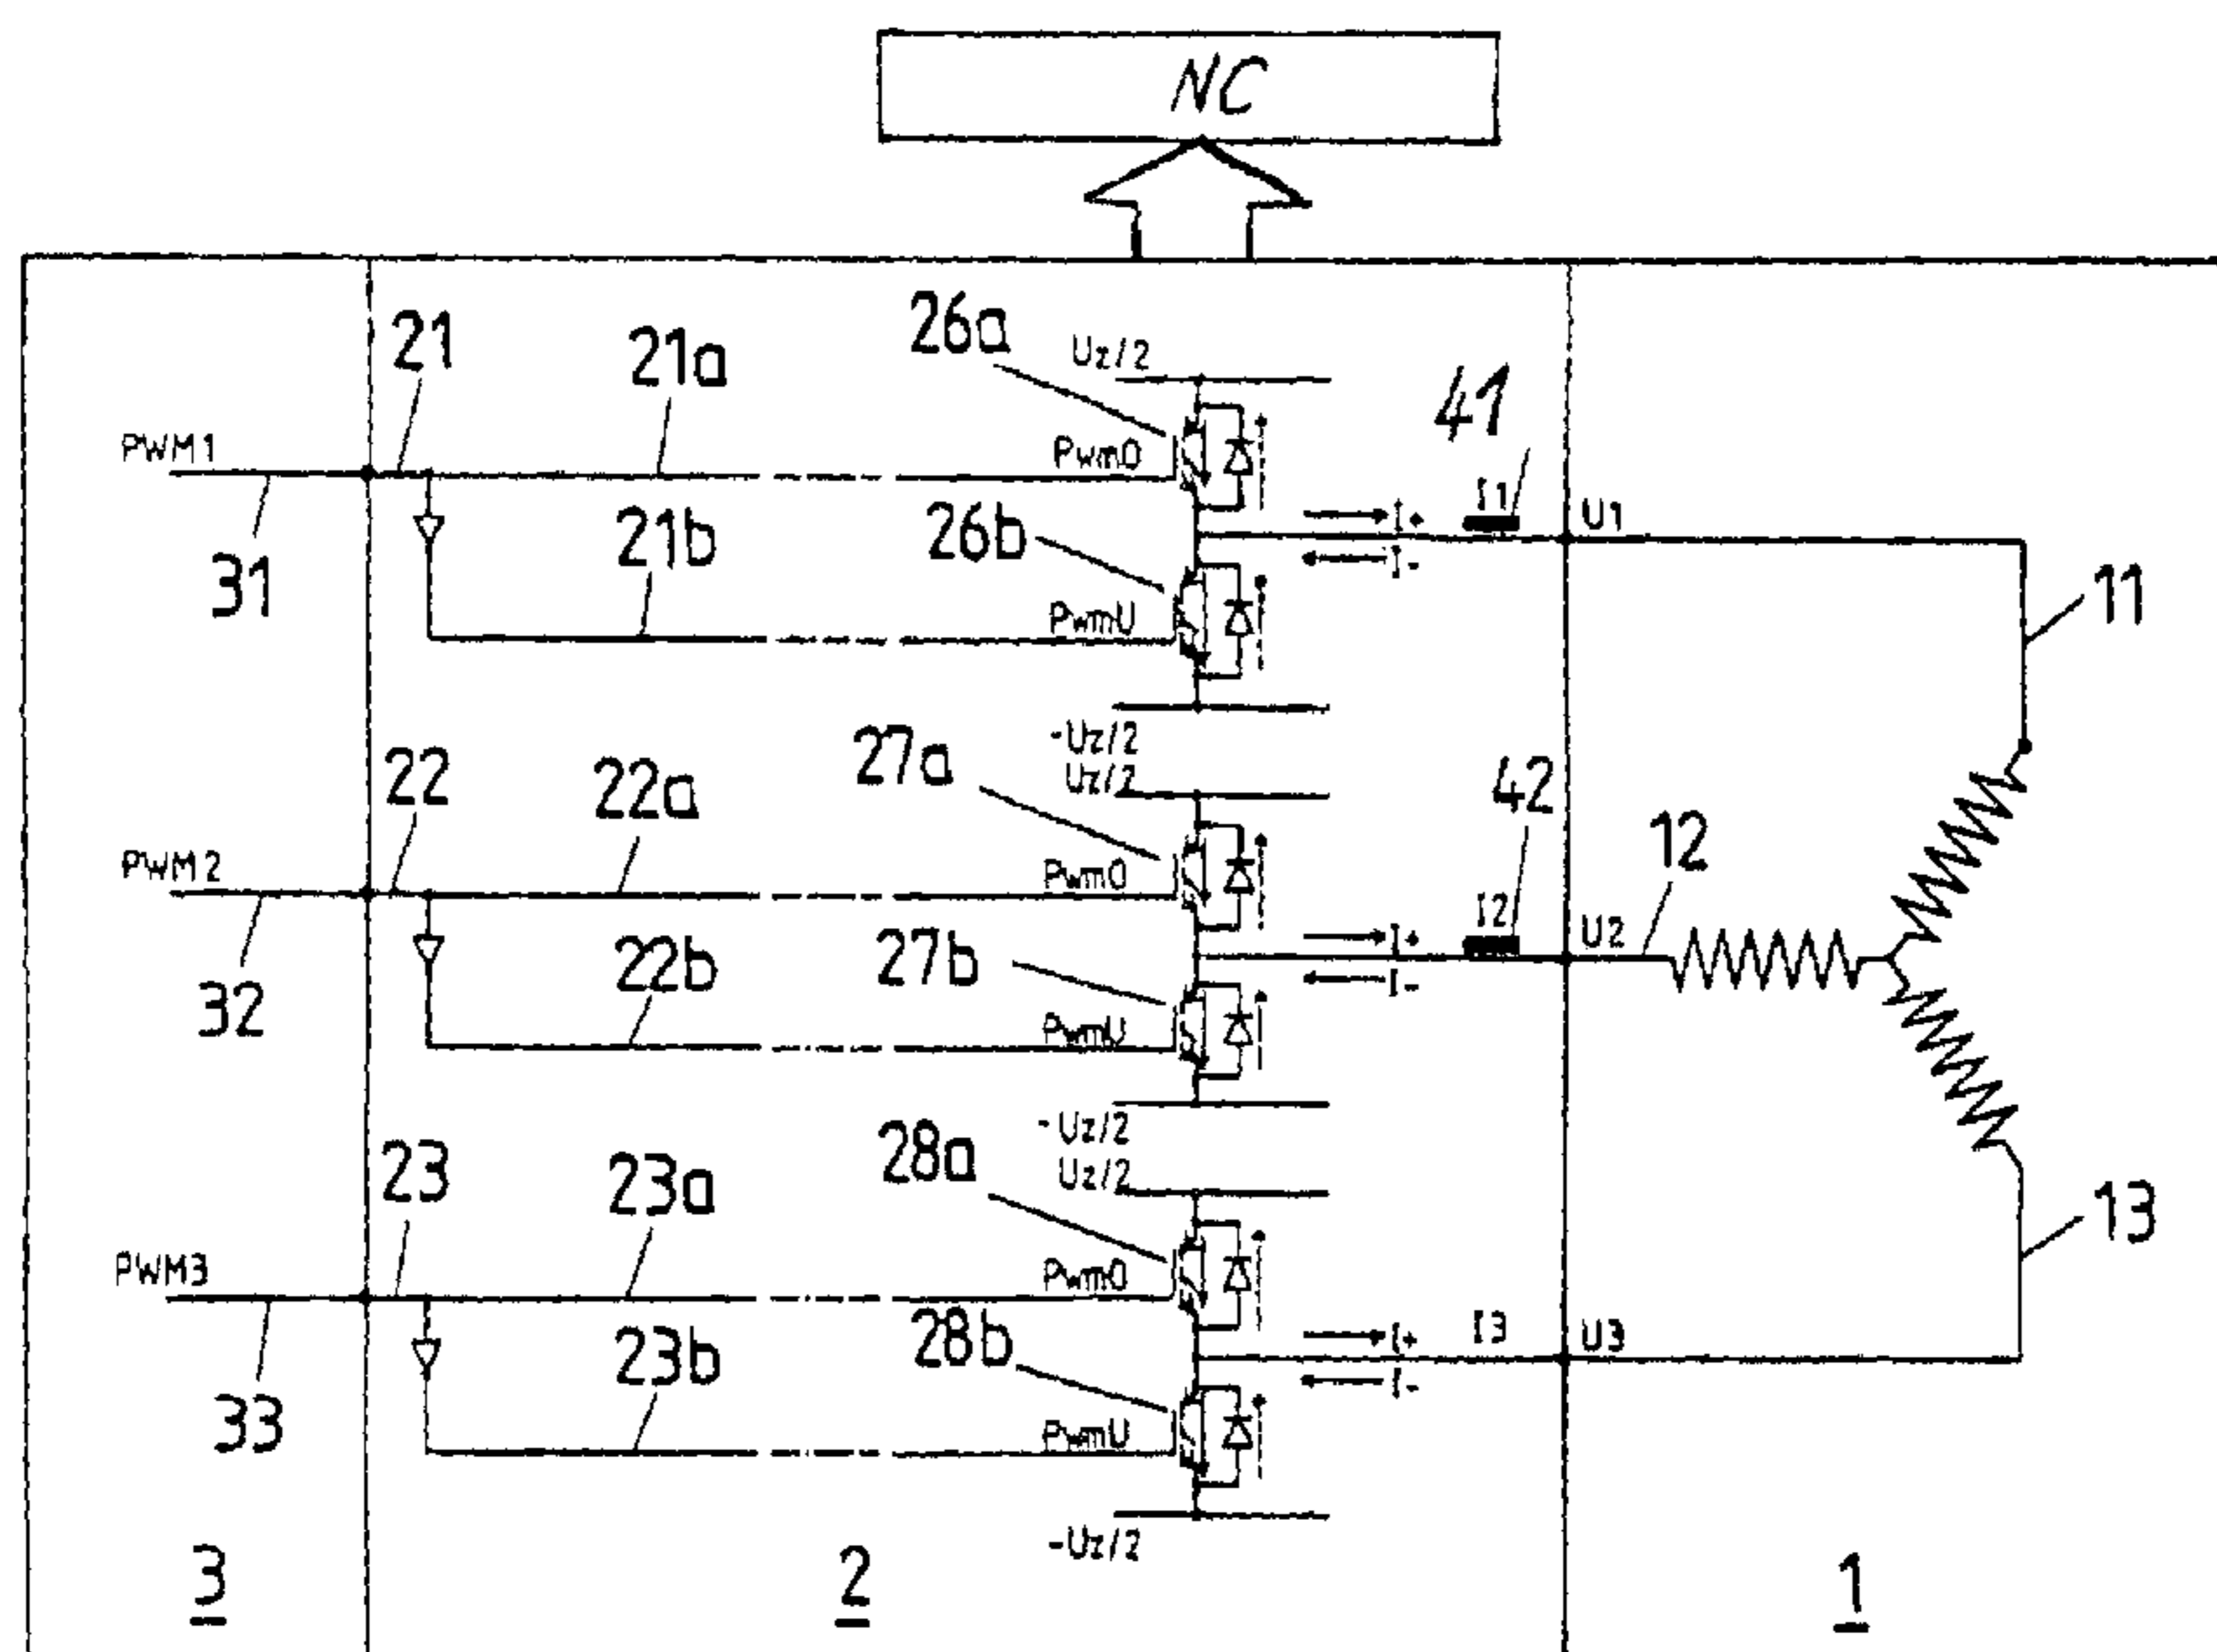 NC
21
21a
26a
Uz/2
41
PWM1
PwmO
I1
I+
U1
31
21b
26b
I-
11
PwmU
-Uz/2
Uz/2
22
22a
27a
42
12
PWM2
PwmO
I2
I+
U2
32
22b
27b
I-
PwmU
-Uz/2
Uz/2
23
23a
28a
13
PWM3
PwmO
I3
I+
U3
33
23b
28b
I-
PwmU
-Uz/2
3
2
1